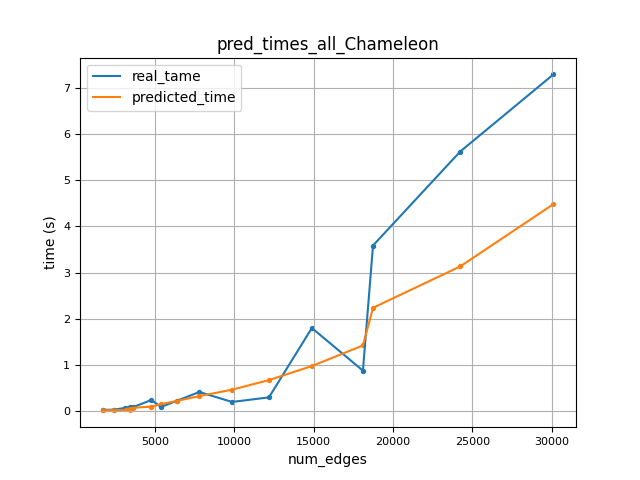 pred_times_all_Chameleon
real_tame
predicted_time
7
6
5
4
3
2
1
0
time (s)
5000 10000 15000 20000 25000 30000
num_edges